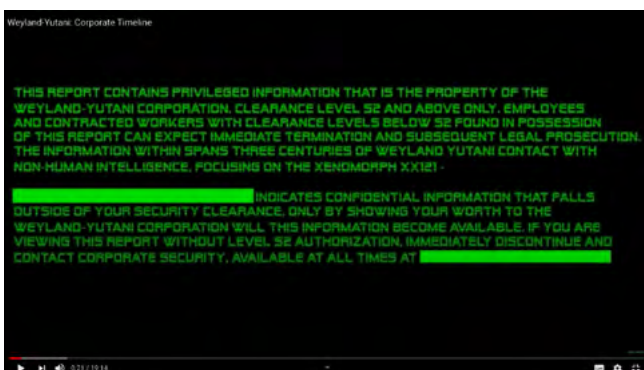 Weyland-Yutani: Corporate Timeline
THIS REPORT CONTAINS PRIVILEGED INFORMATION THAT IS THE PROPERTY OF THE
WEYLAND-YUTANI CORPORATION. CLEARANCE LEVEL S2 AND ABOVE ONLY. EMPLOYEES
AND CONTRACTED WORKERS WITH CLEARANCE LEVELS BELOW S2 FOUND IN POSSESSION
OF THIS REPORT CAN EXPECT IMMEDIATE TERMINATION AND SUBSEQUENT LEGAL PROSECUTION.
THE INFORMATION WITHIN SPANS THREE CENTURIES OF WEYLAND YUTANI CONTACT WITH
NON-HUMAN INTELLIGENCE, FOCUSING ON THE XENOMORPH XX121 -
INDICATES CONFIDENTIAL INFORMATION THAT FALLS
OUTSIDE OF YOUR SECURITY CLEARANCE. ONLY BY SHOWING YOUR WORTH TO THE
WEYLAND-YUTANI CORPORATION WILL THIS INFORMATION BECOME AVAILABLE. IF YOU ARE
VIEWING THIS REPORT WITHOUT LEVEL S2 AUTHORIZATION, IMMEDIATELY DISCONTINUE AND
CONTACT CORPORATE SECURITY, AVAILABLE AT ALL TIMES AT